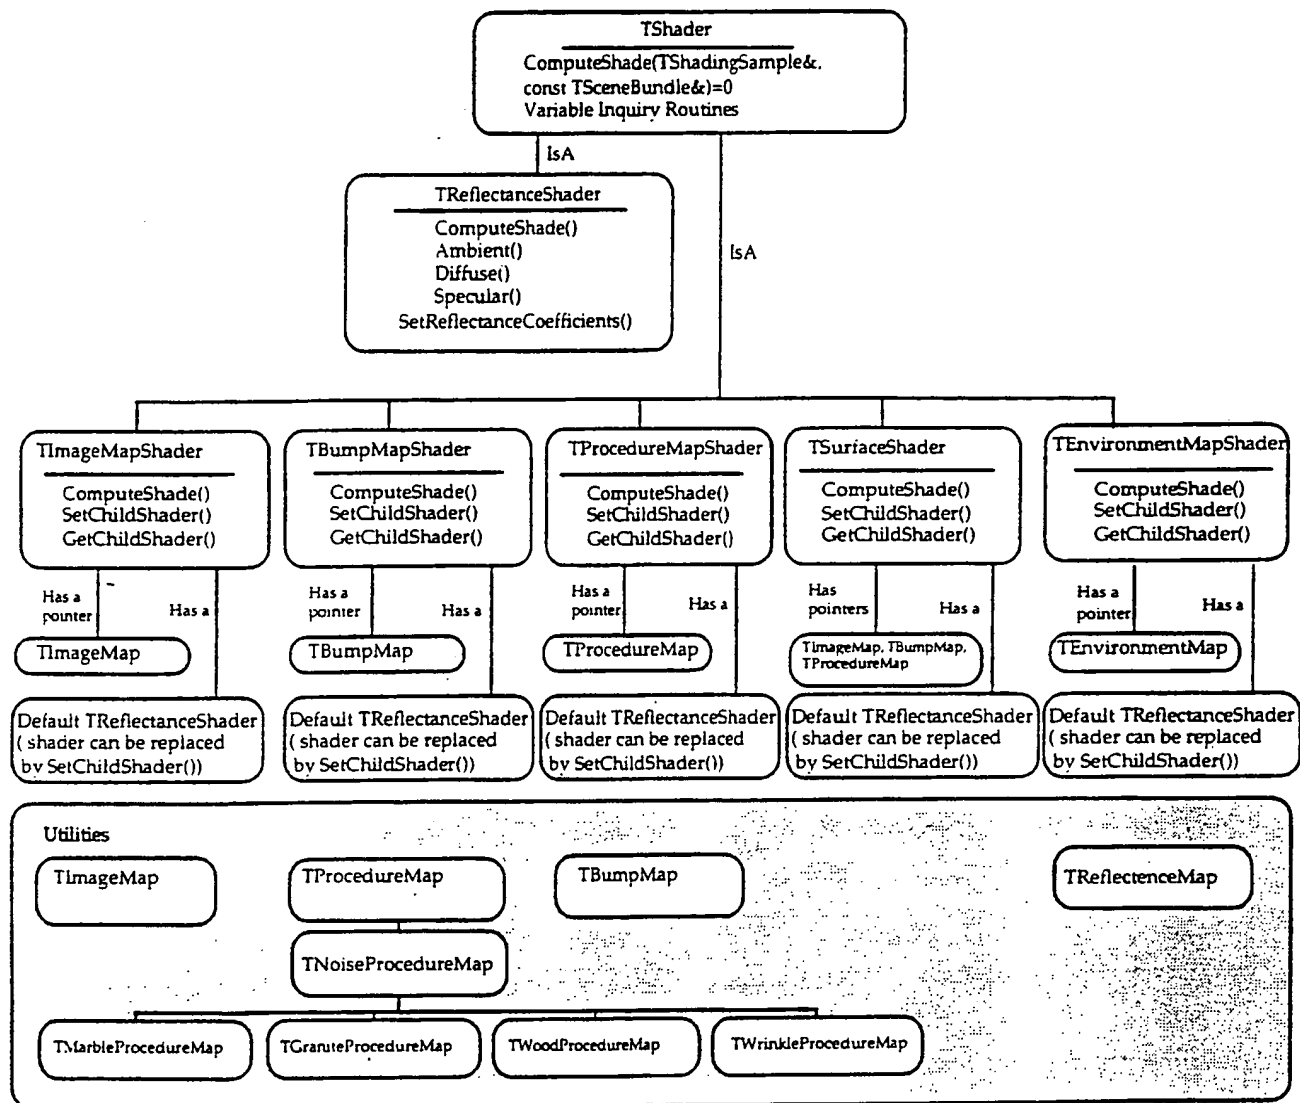 TShader
ComputeShade(TShadingSample&,
const TSceneBundle&)=0
Variable Inquiry Routines
IsA
TReflectanceShader
ComputeShade()
Ambient()
Diffuse()
Specular()
SetReflectanceCoefficients()
IsA
TImageMapShader
ComputeShade()
SetChildShader()
GetChildShader()
TBumpMapShader
ComputeShade()
SetChildShader()
GetChildShader()
TProcedureMapShader
ComputeShade()
SetChildShader()
GetChildShader()
TSurfaceShader
ComputeShade()
SetChildShader()
GetChildShader()
TEnvironmentMapShader
ComputeShade()
SetChildShader()
GetChildShader()
Has a
pointer
Has a
Has a
pointer
Has a
Has a
pointer
Has a
Has
pointers
Has a
Has a
pointer
Has a
TImageMap
TBumpMap
TProcedureMap
TImageMap, TBumpMap,
TProcedureMap
TEnvironmentMap
Default TReflectanceShader
( shader can be replaced
by SetChildShader())
Default TReflectanceShader
( shader can be replaced
by SetChildShader())
Default TReflectanceShader
( shader can be replaced
by SetChildShader())
Default TReflectanceShader
( shader can be replaced
by SetChildShader())
Default TReflectanceShader
( shader can be replaced
by SetChildShader())
Utilities
TImageMap
TProcedureMap
TBumpMap
TReflectenceMap
TNoiseProcedureMap
TMarbleProcedureMap
TGraniteProcedureMap
TWoodProcedureMap
TWrinkleProcedureMap